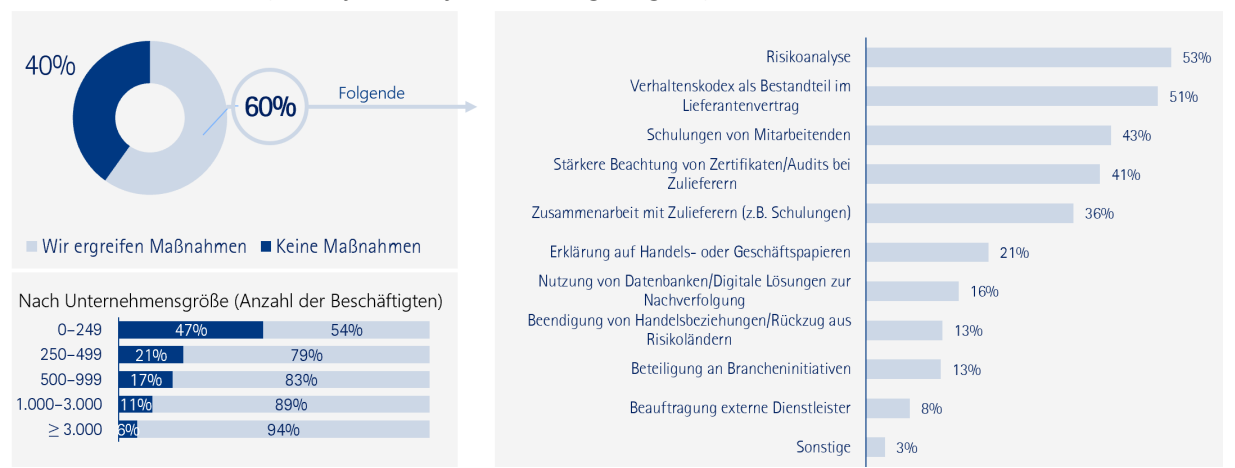 40%
60%
Folgende
Wir ergreifen Maßnahmen
Keine Maßnahmen
Nach Unternehmensgröße (Anzahl der Beschäftigten)
0–249 47% 54%
250–499 21% 79%
500–999 17% 83%
1.000–3.000 11% 89%
≥ 3.000 6% 94%
Risikoanalyse 53%
Verhaltenskodex als Bestandteil im
Lieferantenvertrag 51%
Schulungen von Mitarbeitenden 43%
Stärkere Beachtung von Zertifikaten/Audits bei
Zulieferern 41%
Zusammenarbeit mit Zulieferern (z.B. Schulungen) 36%
Erklärung auf Handels- oder Geschäftspapieren 21%
Nutzung von Datenbanken/Digitale Lösungen zur
Nachverfolgung 16%
Beendigung von Handelsbeziehungen/Rückzug aus
Risikoländern 13%
Beteiligung an Brancheninitiativen 13%
Beauftragung externe Dienstleister 8%
Sonstige 3%